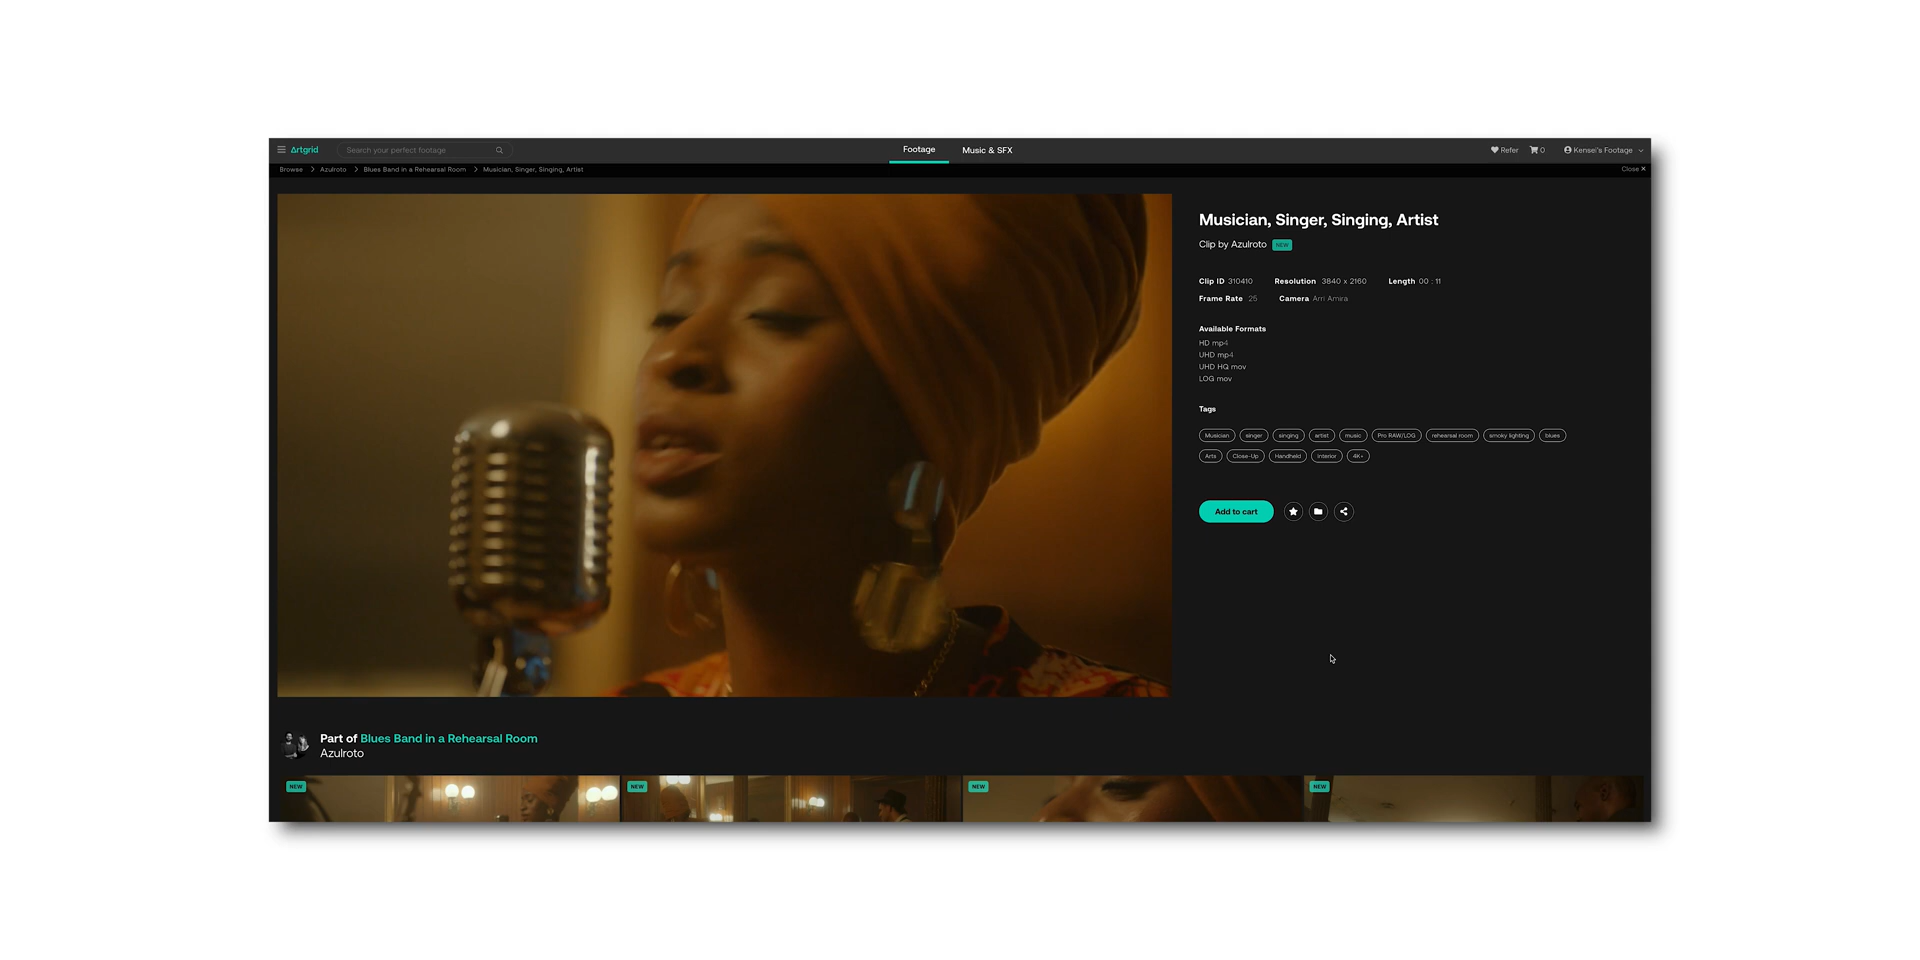 Artgrid
Search your perfect footage
Footage
Music & SFX
Refer
0
Kensei's Footage
Browse > Azulroto > Blues Band in a Rehearsal Room > Musician, Singer, Singing, Artist
Close ×
Musician, Singer, Singing, Artist
Clip by Azulroto NEW
Clip ID 310410 Resolution 3840 x 2160 Length 00 : 11
Frame Rate 25 Camera Arri Amira
Available Formats
HD mp4
UHD mp4
UHD HQ mov
LOG mov
Tags
Musician singer singing artist music Pro RAW/LOG rehearsal room smoky lighting blues
Arts Close-Up Handheld Interior 4K+
Add to cart
Part of Blues Band in a Rehearsal Room
Azulroto
NEW NEW NEW NEW